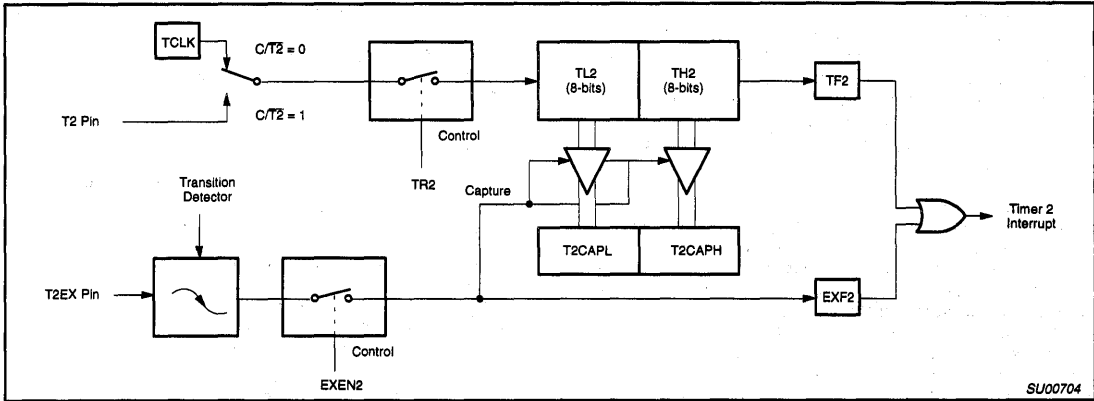 TCLK
C/T2̅ = 0
C/T2̅ = 1
T2 Pin
Control
TR2
TL2
(8-bits)
TH2
(8-bits)
TF2
Transition
Detector
Capture
T2EX Pin
Control
EXEN2
T2CAPL
T2CAPH
EXF2
Timer 2
Interrupt
SU00704